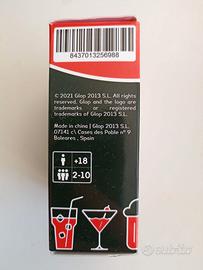 8437013256988
© 2021 Glop 2013 S.L. All rights
reserved. Glop and the logo are
trademarks or registered
trademarks of Glop 2013 S.L.
Made in china | Glop 2013 S.L.
07141 c\ Cases des Poble nº 9
Baleares , Spain
+18
2-10
subito.it